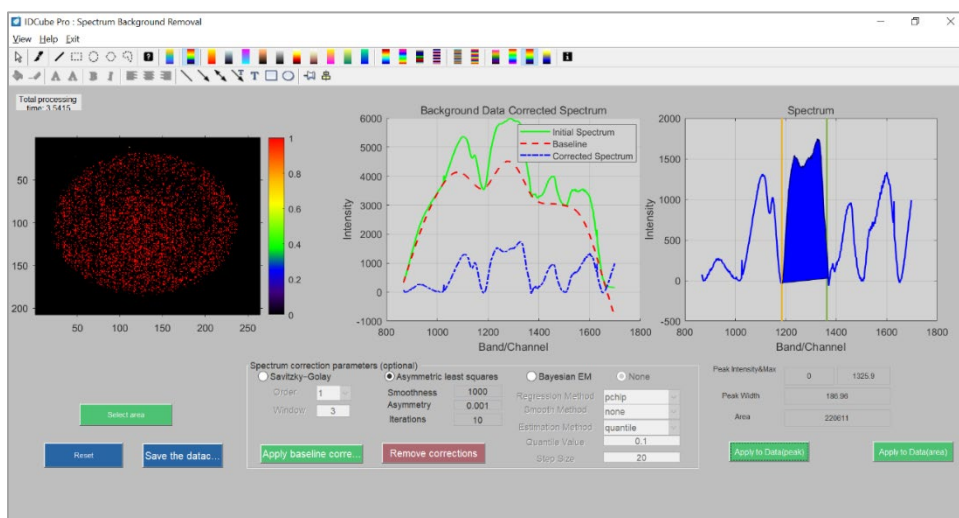 IDCube Pro : Spectrum Background Removal
View Help Exit
Total processing
time: 3.5415
50
100
150
200
50 100 150 200 250
1
0.8
0.6
0.4
0.2
0
Background Data Corrected Spectrum
Initial Spectrum
Baseline
Corrected Spectrum
Intensity
6000
5000
4000
3000
2000
1000
0
-1000
800 1000 1200 1400 1600 1800
Band/Channel
Spectrum
Intensity
2000
1500
1000
500
0
-500
800 1000 1200 1400 1600 1800
Band/Channel
Spectrum correction parameters (optional)
Savitzky-Golay
Order 1
Window 3
Asymmetric least squares
Smoothness 1000
Asymmetry 0.001
Iterations 10
Bayesian EM
None
Regression Method pchip
Smooth Method none
Estimation Method quantile
Quantile Value 0.1
Step Size 20
Peak Intensity&Max 0 1325.9
Peak Width 186.96
Area 220611
Select area
Reset
Save the datac...
Apply baseline corre...
Remove corrections
Apply to Data(peak)
Apply to Data(area)